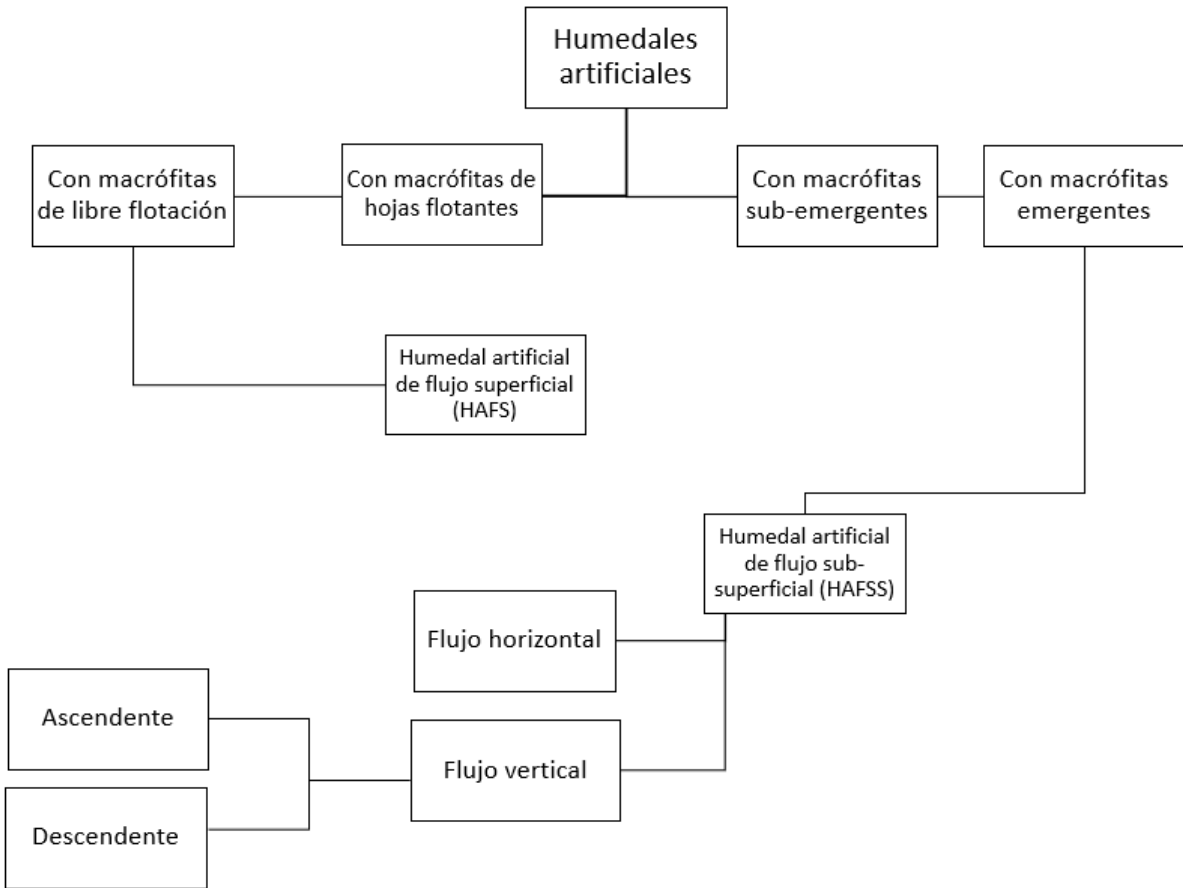 Humedales
artificiales
Con macrófitas
de libre flotación
Con macrófitas de
hojas flotantes
Con macrófitas
sub-emergentes
Con macrófitas
emergentes
Humedal artificial
de flujo superficial
(HAFS)
Humedal artificial
de flujo sub-
superficial (HAFSS)
Flujo horizontal
Ascendente
Flujo vertical
Descendente